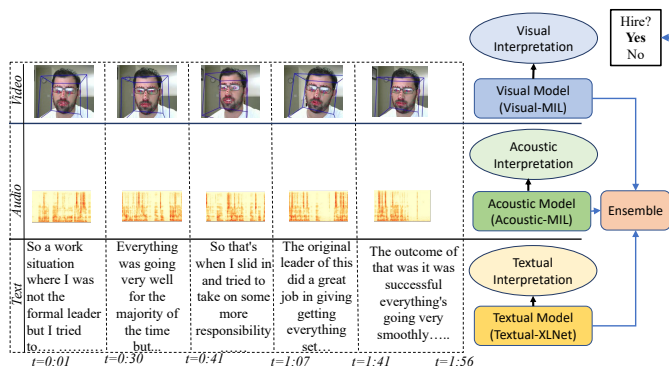 Video
Audio
Text
So a work
situation
where I was
not the
formal leader
but I tried
to.... ..........
Everything
was going
very well
for the
majority of
the time
but...
So that's
when I slid in
and tried to
take on some
more
responsibility
......
The original
leader of this
did a great
job in giving
getting
everything
set...
The outcome of
that was it was
successful
everything's
going very
smoothly…..
t=0:01
t=0:30
t=0:41
t=1:07
t=1:41
t=1:56
Visual
Interpretation
Visual Model
(Visual-MIL)
Acoustic
Interpretation
Acoustic Model
(Acoustic-MIL)
Textual
Interpretation
Textual Model
(Textual-XLNet)
Hire?
Yes
No
Ensemble